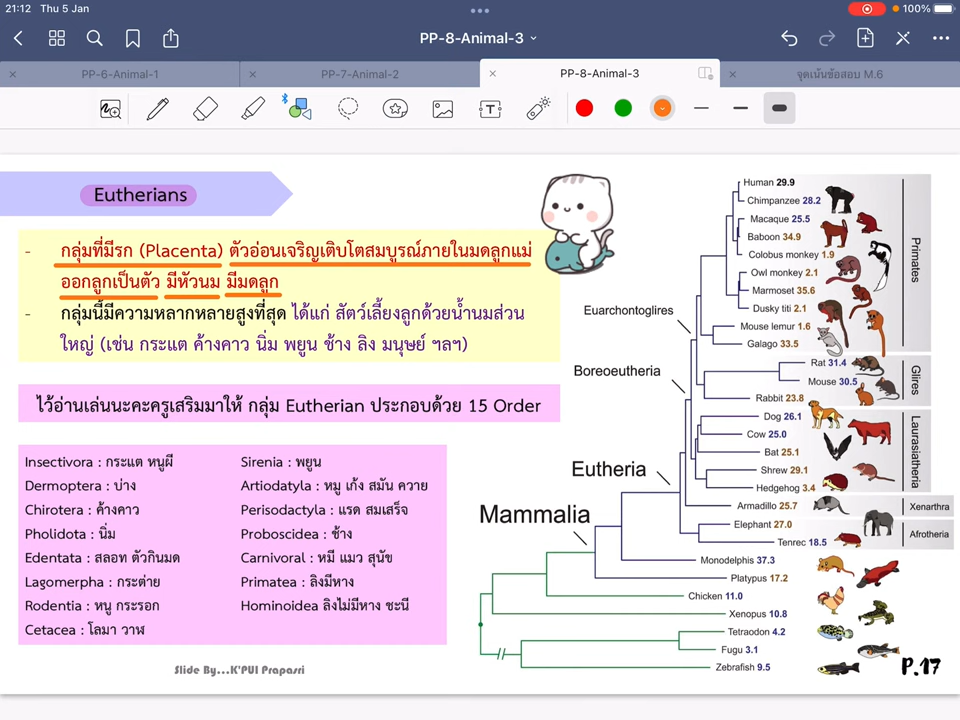 21:12 Thu 5 Jan
100%
PP-8-Animal-3
PP-6-Animal-1
PP-7-Animal-2
PP-8-Animal-3
จุดเน้นข้อสอบ M.6
Eutherians
- กลุ่มที่มีรก (Placenta) ตัวอ่อนเจริญเติบโตสมบูรณ์ภายในมดลูกแม่
ออกลูกเป็นตัว มีหัวนม มีมดลูก
- กลุ่มนี้มีความหลากหลายสูงที่สุด ได้แก่ สัตว์เลี้ยงลูกด้วยน้ำนมส่วน
ใหญ่ (เช่น กระแต ค้างคาว นิ่ม พยูน ช้าง ลิง มนุษย์ ฯลฯ)
ไว้อ่านเล่นนะคะครูเสริมมาให้ กลุ่ม Eutherian ประกอบด้วย 15 Order
Insectivora : กระแต หนูผี
Dermoptera : บ่าง
Chirotera : ค้างคาว
Pholidota : นิ่ม
Edentata : สลอท ตัวกินมด
Lagomerpha : กระต่าย
Rodentia : หนู กระรอก
Cetacea : โลมา วาฬ
Sirenia : พยูน
Artiodatyla : หมู เก้ง สมัน ควาย
Perisodactyla : แรด สมเสร็จ
Proboscidea : ช้าง
Carnivoral : หมี แมว สุนัข
Primatea : ลิงมีหาง
Hominoidea ลิงไม่มีหาง ชะนี
Slide By...K'PUI Prapasri
Human 29.9
Chimpanzee 28.2
Macaque 25.5
Baboon 34.9
Colobus monkey 1.9
Owl monkey 2.1
Marmoset 35.6
Dusky titi 2.1
Mouse lemur 1.6
Galago 33.5
Rat 31.4
Mouse 30.5
Rabbit 23.8
Dog 26.1
Cow 25.0
Bat 25.1
Shrew 29.1
Hedgehog 3.4
Armadillo 25.7
Elephant 27.0
Tenrec 18.5
Monodelphis 37.3
Platypus 17.2
Chicken 11.0
Xenopus 10.8
Tetraodon 4.2
Fugu 3.1
Zebrafish 9.5
Primates
Glires
Laurasiatheria
Xenarthra
Afrotheria
Euarchontoglires
Boreoeutheria
Eutheria
Mammalia
P.17